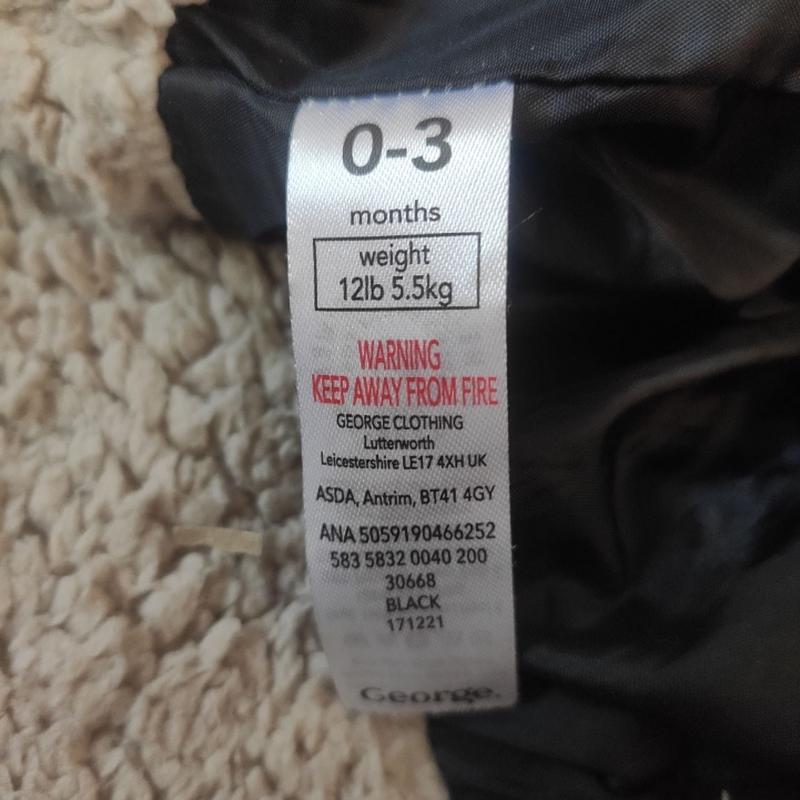 0-3
months
weight
12lb 5.5kg
WARNING
KEEP AWAY FROM FIRE
GEORGE CLOTHING
Lutterworth
Leicestershire LE17 4XH UK
ASDA, Antrim, BT41 4GY
ANA 5059190466252
583 5832 0040 200
30668
BLACK
171221
George.